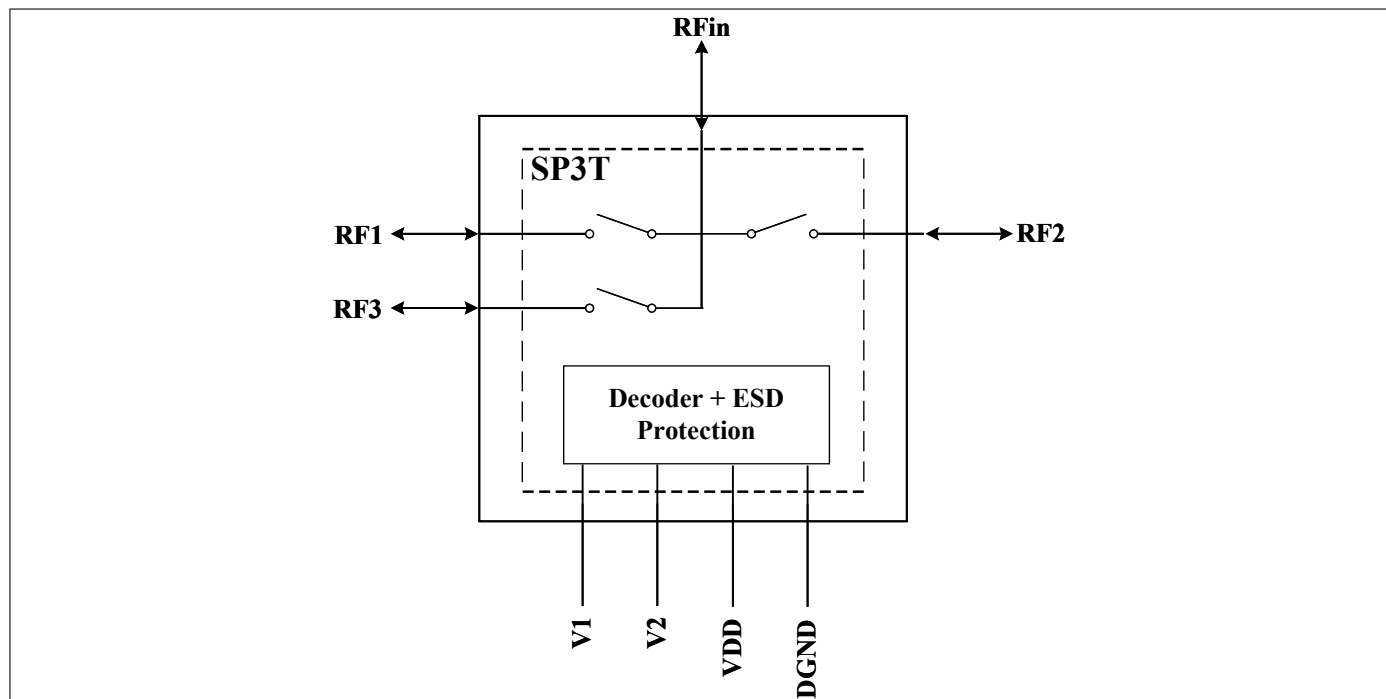 RFin
SP3T
RF1
RF2
RF3
Decoder + ESD
Protection
V1
V2
VDD
DGND